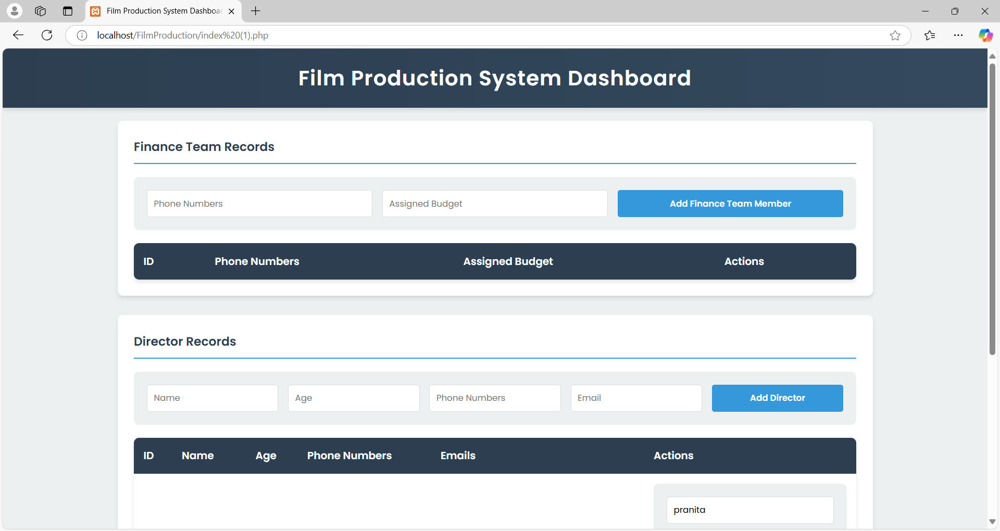 Film Production System Dashboar
localhost/FilmProduction/index%20(1).php
Film Production System Dashboard
Finance Team Records
Phone Numbers Assigned Budget Add Finance Team Member
ID Phone Numbers Assigned Budget Actions
Director Records
Name Age Phone Numbers Email Add Director
ID Name Age Phone Numbers Emails Actions
pranita